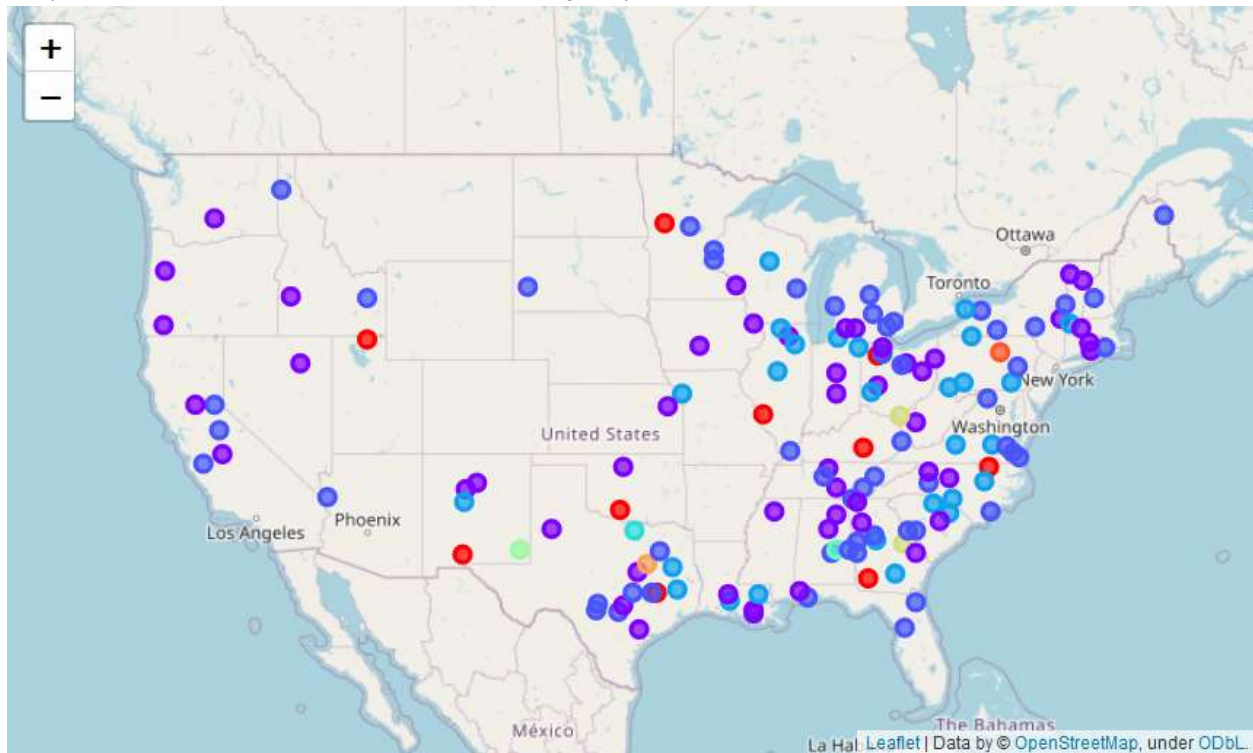 +
−
Ottawa
Toronto
New York
Washington
United States
Los Angeles
Phoenix
México
The Bahamas
La Hab
Leaflet | Data by © OpenStreetMap, under ODbL.